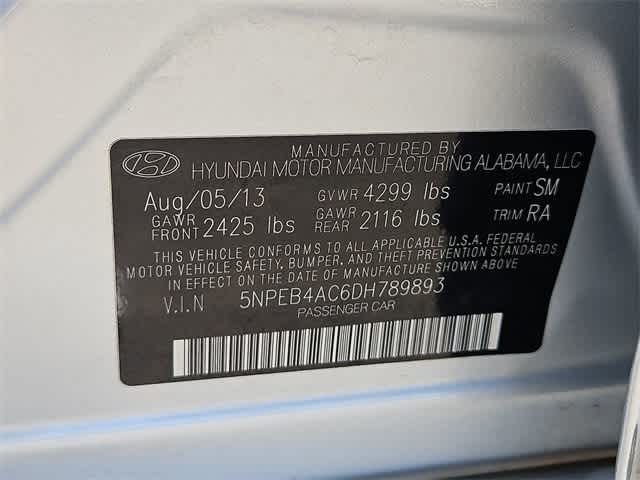 MANUFACTURED BY
HYUNDAI MOTOR MANUFACTURING ALABAMA, LLC
Aug/05/13 GVWR 4299 lbs PAINT SM
GAWR FRONT 2425 lbs GAWR REAR 2116 lbs TRIM RA
THIS VEHICLE CONFORMS TO ALL APPLICABLE U.S.A. FEDERAL
MOTOR VEHICLE SAFETY, BUMPER, AND THEFT PREVENTION STANDARDS
IN EFFECT ON THE DATE OF MANUFACTURE SHOWN ABOVE.
V.I.N 5NPEB4AC6DH789893
PASSENGER CAR